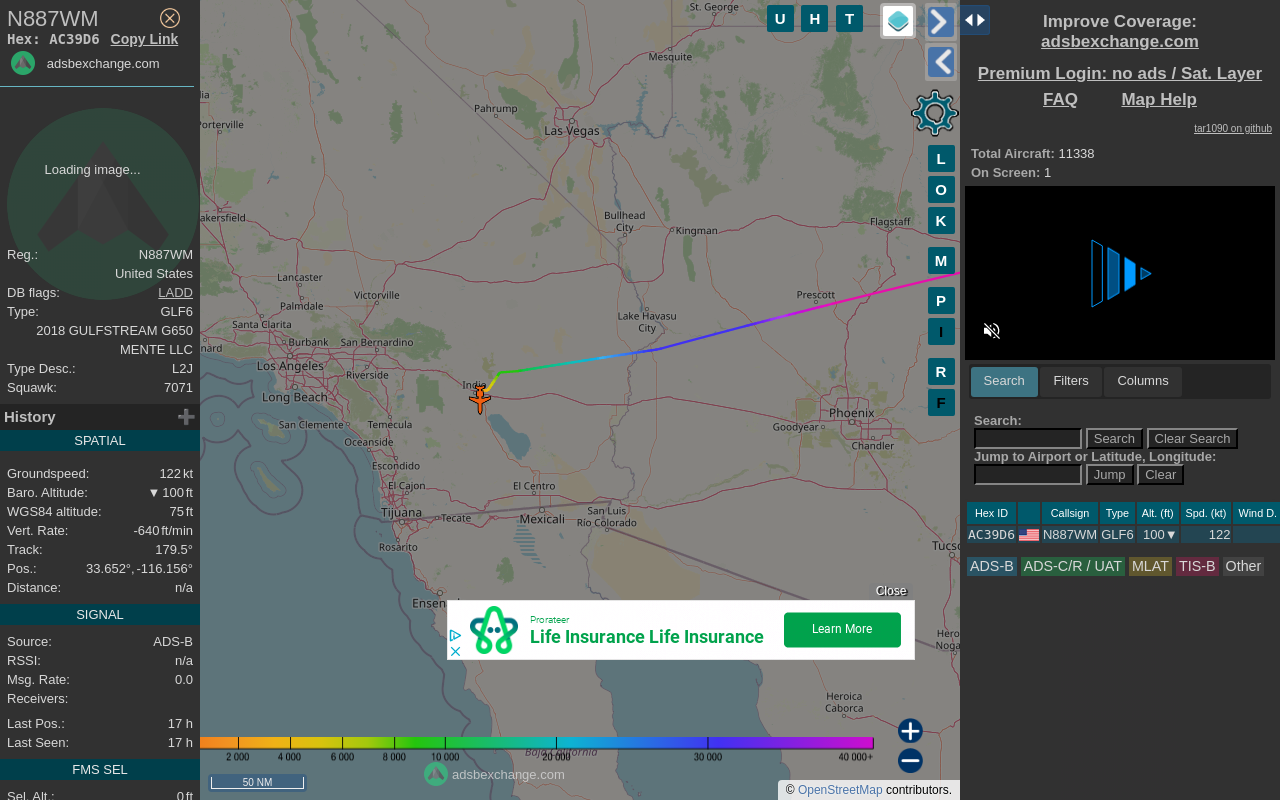 N887WM
Hex: AC39D6 Copy Link
adsbexchange.com
Loading image...
Reg.: N887WM
United States
DB flags: LADD
Type: GLF6
2018 GULFSTREAM G650
MENTE LLC
Type Desc.: L2J
Squawk: 7071
History
SPATIAL
Groundspeed: 122 kt
Baro. Altitude: ▼ 100 ft
WGS84 altitude: 75 ft
Vert. Rate: -640 ft/min
Track: 179.5°
Pos.: 33.652°, -116.156°
Distance: n/a
SIGNAL
Source: ADS-B
RSSI: n/a
Msg. Rate: 0.0
Receivers:
Last Pos.: 17 h
Last Seen: 17 h
FMS SEL
Sel. Alt.: 0 ft
St. George
Mesquite
Pahrump
Las Vegas
Porterville
Bullhead
City
Kingman
Flagstaff
Lancaster
Palmdale
Victorville
Prescott
Lake Havasu
City
Santa Clarita
Burbank San Bernardino
Los Angeles
Riverside
Long Beach
Indio
San Clemente Temecula
Oceanside
Escondido
Phoenix
Goodyear
Chandler
El Cajon
El Centro
Tijuana
Tecate
Mexicali
San Luis
Río Colorado
Rosarito
Heroica
Caborca
U H T
L
O
K
M
P
I
R
F
Close
Prorateer
Life Insurance Life Insurance
Learn More
2 000 4 000 6 000 8 000 10 000 20 000 30 000 40 000+
Baja California
adsbexchange.com
50 NM
© OpenStreetMap contributors.
Improve Coverage:
adsbexchange.com
Premium Login: no ads / Sat. Layer
FAQ Map Help
tar1090 on github
Total Aircraft: 11338
On Screen: 1
Search Filters Columns
Search:
Search Clear Search
Jump to Airport or Latitude, Longitude:
Jump Clear
Hex ID Callsign Type Alt. (ft) Spd. (kt) Wind D.
AC39D6 N887WM GLF6 100▼ 122
ADS-B ADS-C/R / UAT MLAT TIS-B Other